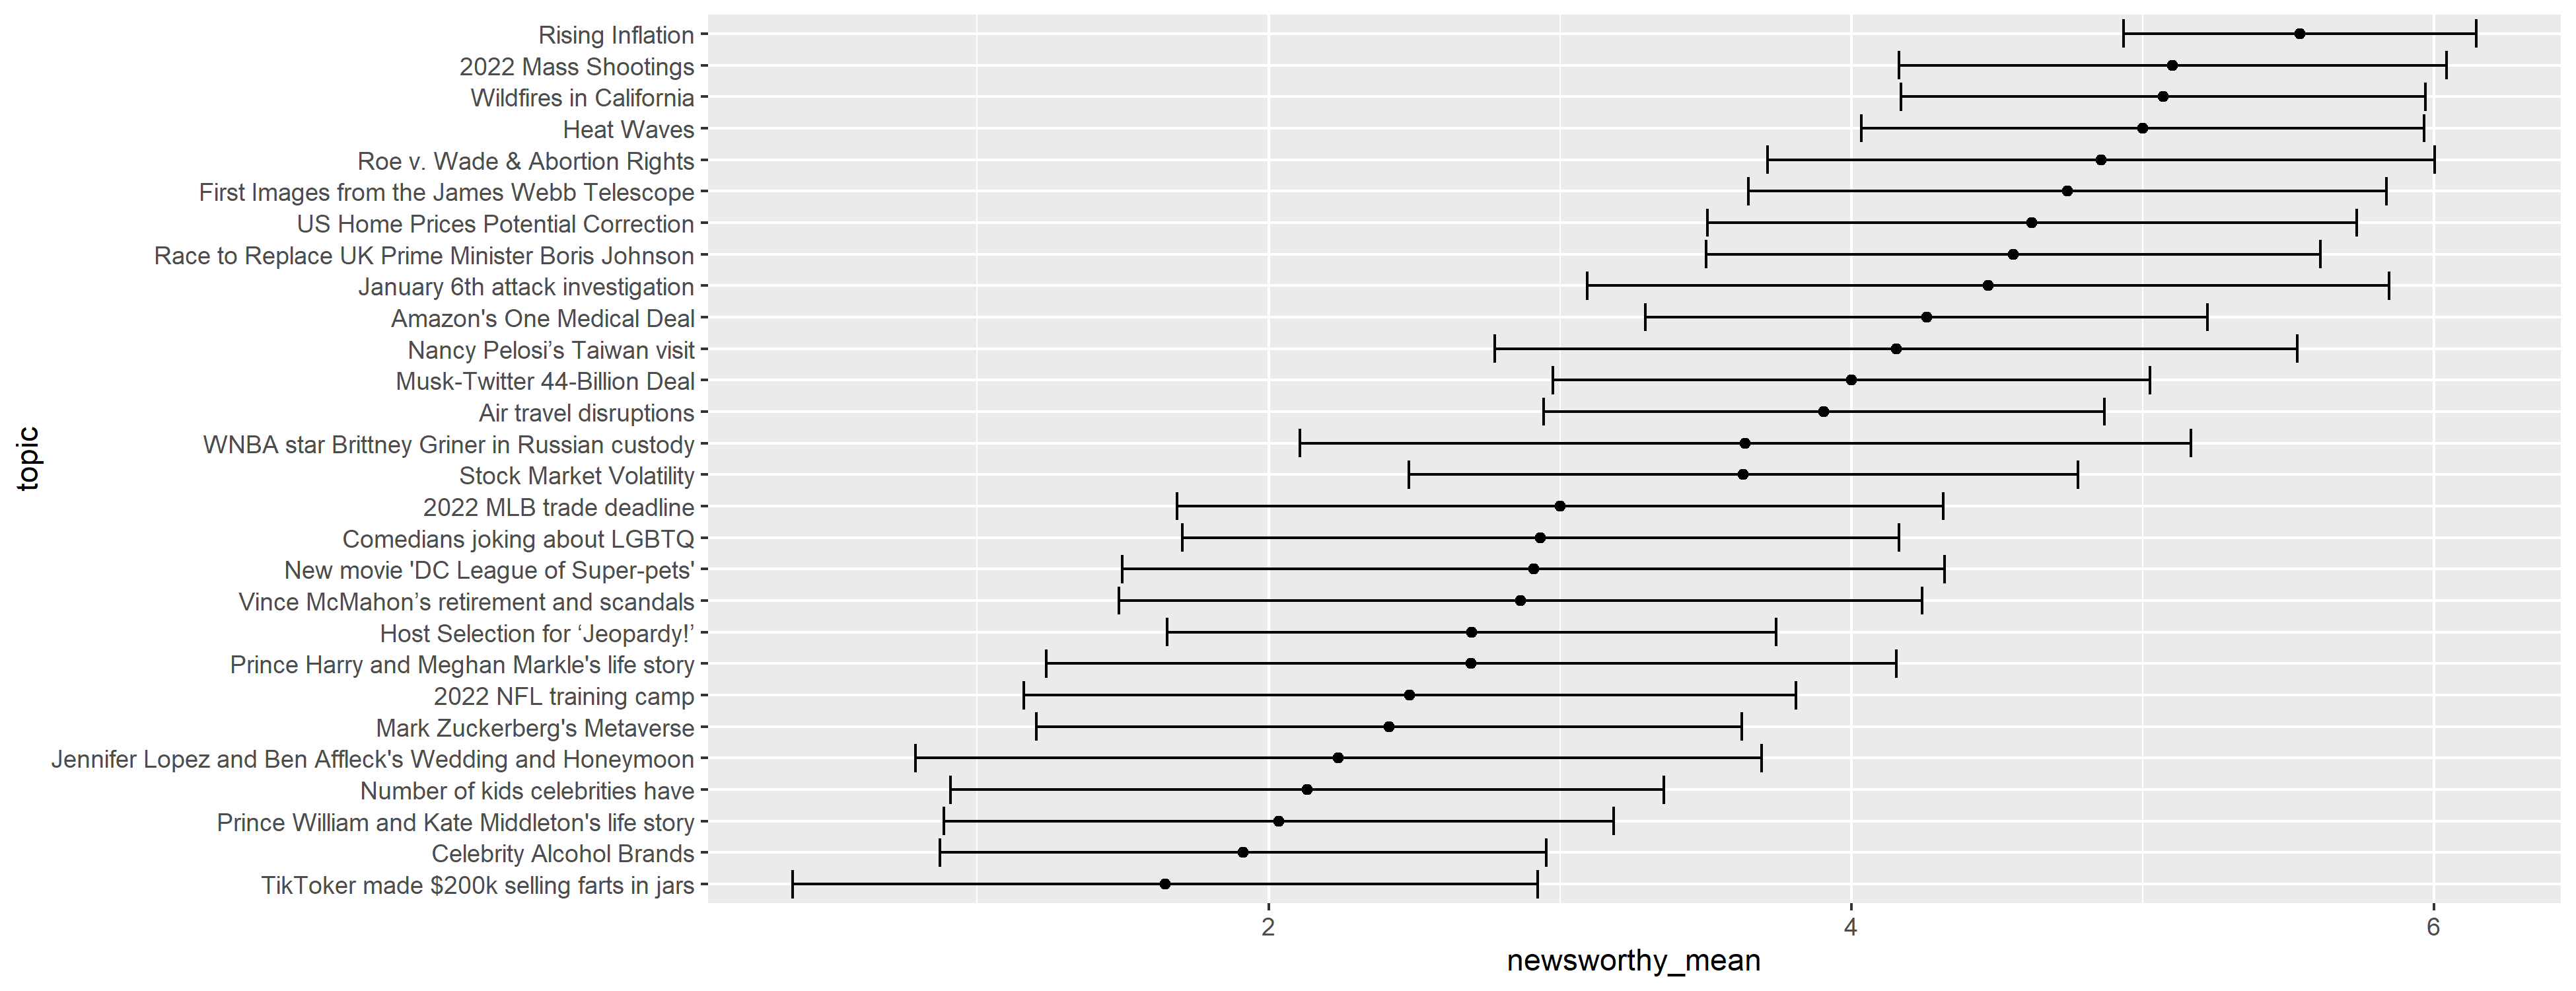 Rising Inflation
2022 Mass Shootings
Wildfires in California
Heat Waves
Roe v. Wade & Abortion Rights
First Images from the James Webb Telescope
US Home Prices Potential Correction
Race to Replace UK Prime Minister Boris Johnson
January 6th attack investigation
Amazon's One Medical Deal
Nancy Pelosi’s Taiwan visit
Musk-Twitter 44-Billion Deal
Air travel disruptions
WNBA star Brittney Griner in Russian custody
Stock Market Volatility
2022 MLB trade deadline
Comedians joking about LGBTQ
New movie 'DC League of Super-pets'
Vince McMahon’s retirement and scandals
Host Selection for ‘Jeopardy!’
Prince Harry and Meghan Markle's life story
2022 NFL training camp
Mark Zuckerberg's Metaverse
Jennifer Lopez and Ben Affleck's Wedding and Honeymoon
Number of kids celebrities have
Prince William and Kate Middleton's life story
Celebrity Alcohol Brands
TikToker made $200k selling farts in jars
topic
2 4 6
newsworthy_mean